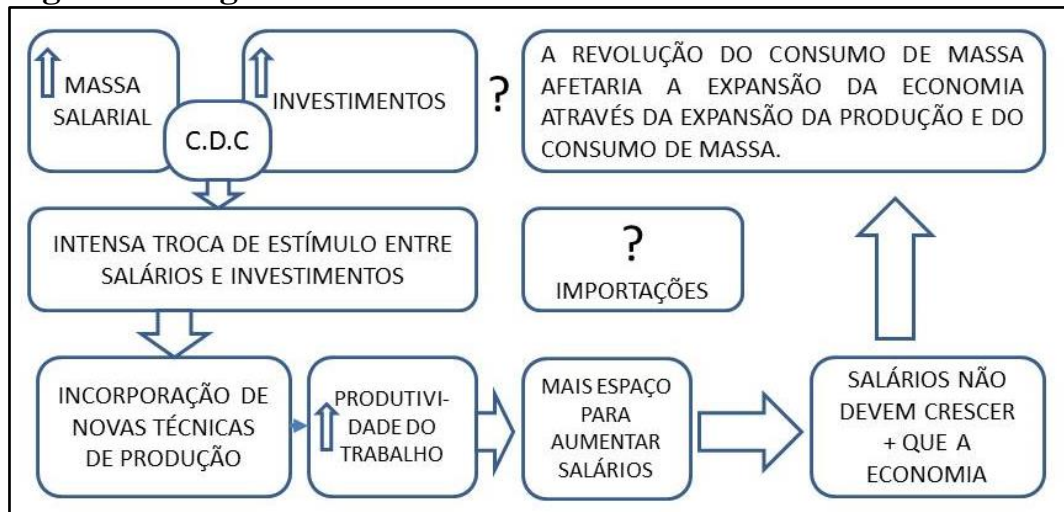 MASSA
SALARIAL
INVESTIMENTOS
C.D.C
?
A REVOLUÇÃO DO CONSUMO DE MASSA
AFETARIA A EXPANSÃO DA ECONOMIA
ATRAVÉS DA EXPANSÃO DA PRODUÇÃO E DO
CONSUMO DE MASSA.
INTENSA TROCA DE ESTÍMULO ENTRE
SALÁRIOS E INVESTIMENTOS
?
IMPORTAÇÕES
INCORPORAÇÃO DE
NOVAS TÉCNICAS
DE PRODUÇÃO
PRODUTIVI-
DADE DO
TRABALHO
MAIS ESPAÇO
PARA
AUMENTAR
SALÁRIOS
SALÁRIOS NÃO
DEVEM CRESCER
+ QUE A
ECONOMIA